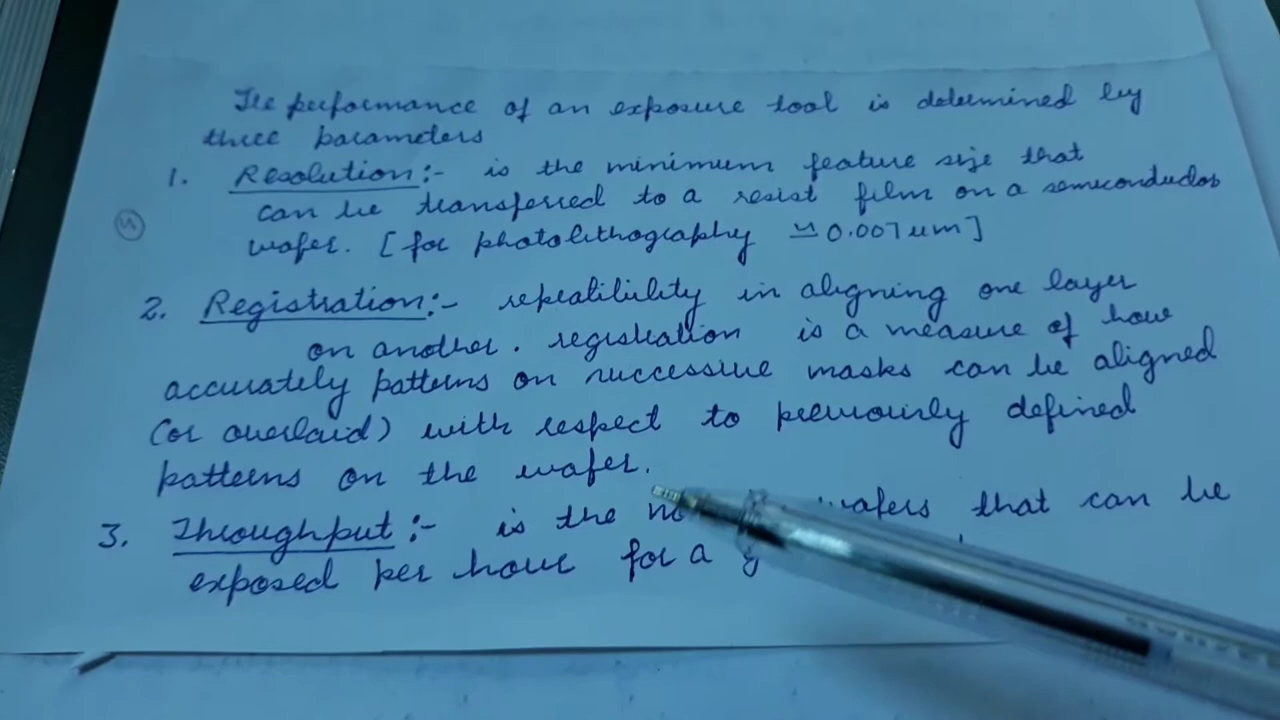 The performance of an exposure tool is determined by
three parameters
1. Resolution:- is the minimum feature size that
can be transferred to a resist film on a semiconductor
wafer. [for photolithography ≃ 0.007 um]
2. Registration:- repeatibility in aligning one layer
on another. registration is a measure of how
accurately patterns on successive masks can be aligned
(or overlaid) with respect to previously defined
patterns on the wafer.
3. Throughput:- is the wafers that can be
exposed per hour for a